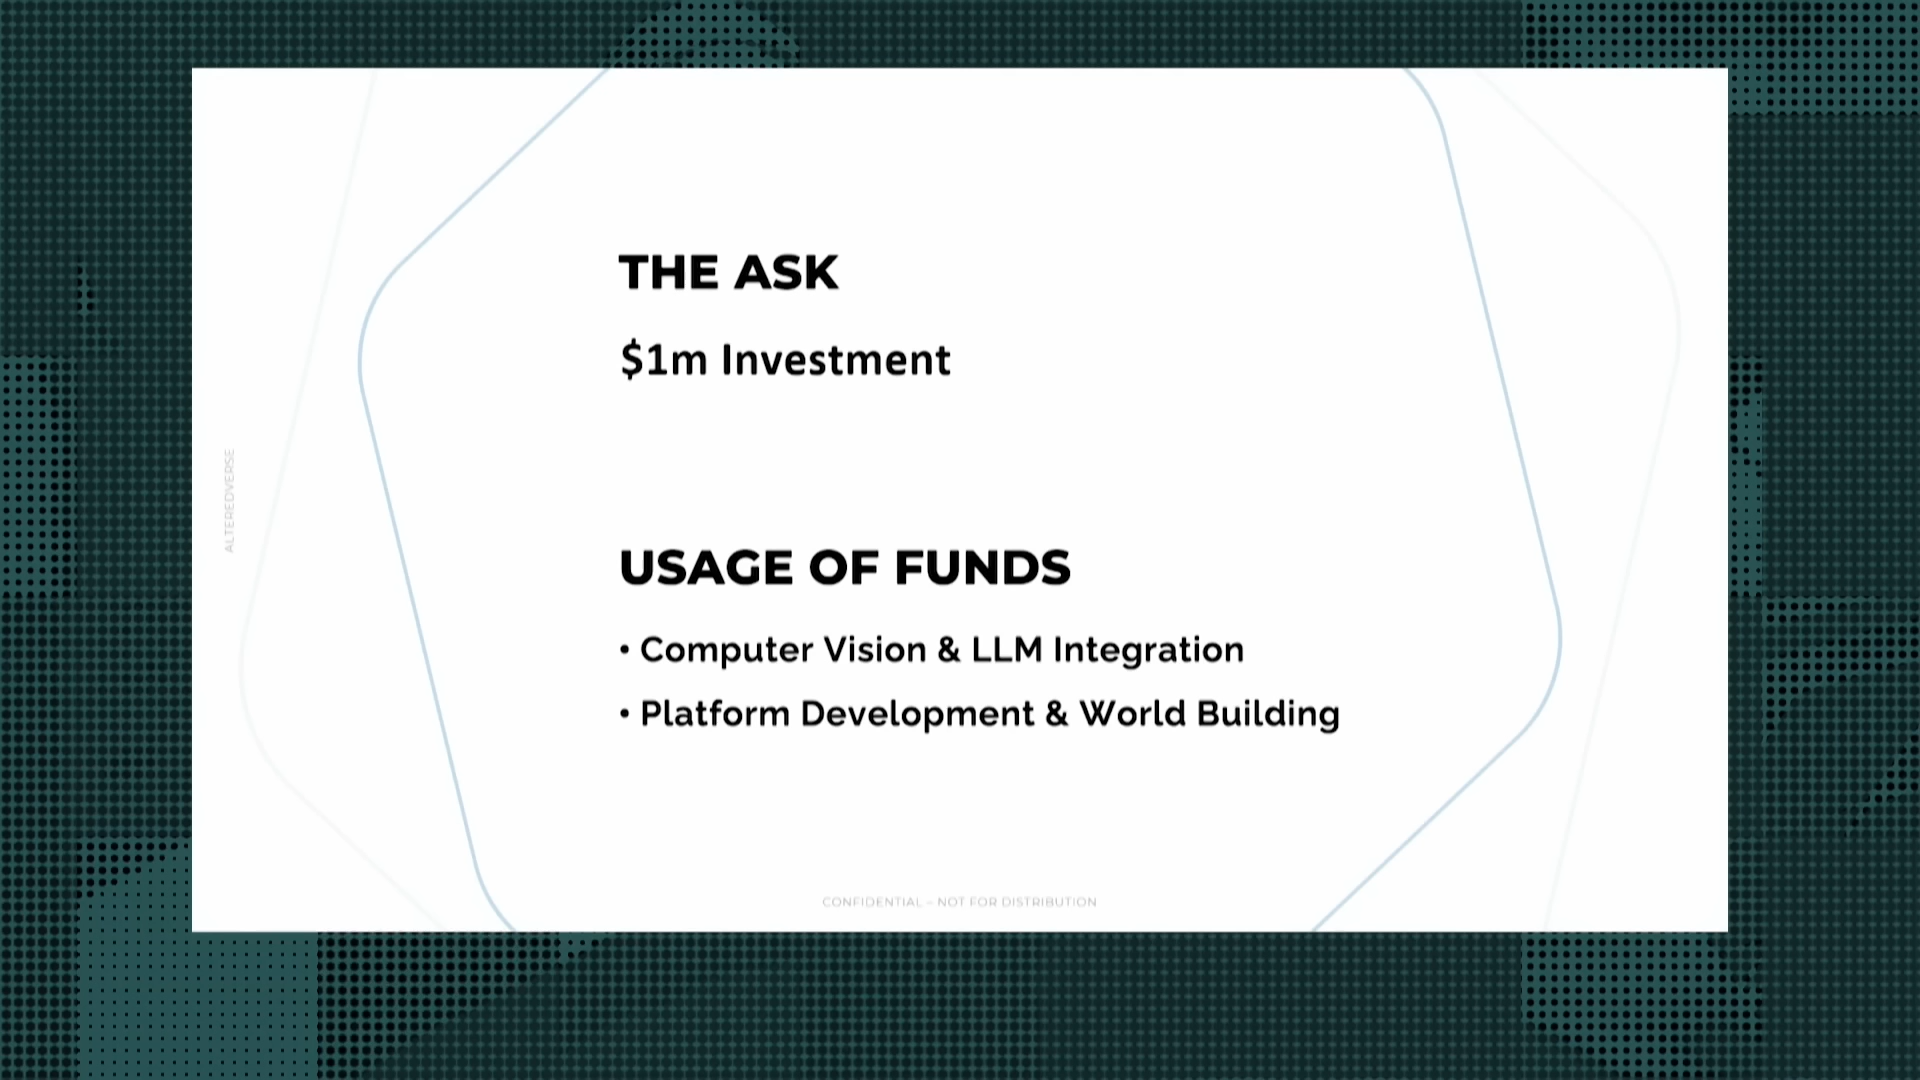 THE ASK
$1m Investment
ALTEREDVERSE
USAGE OF FUNDS
• Computer Vision & LLM Integration
• Platform Development & World Building
CONFIDENTIAL – NOT FOR DISTRIBUTION